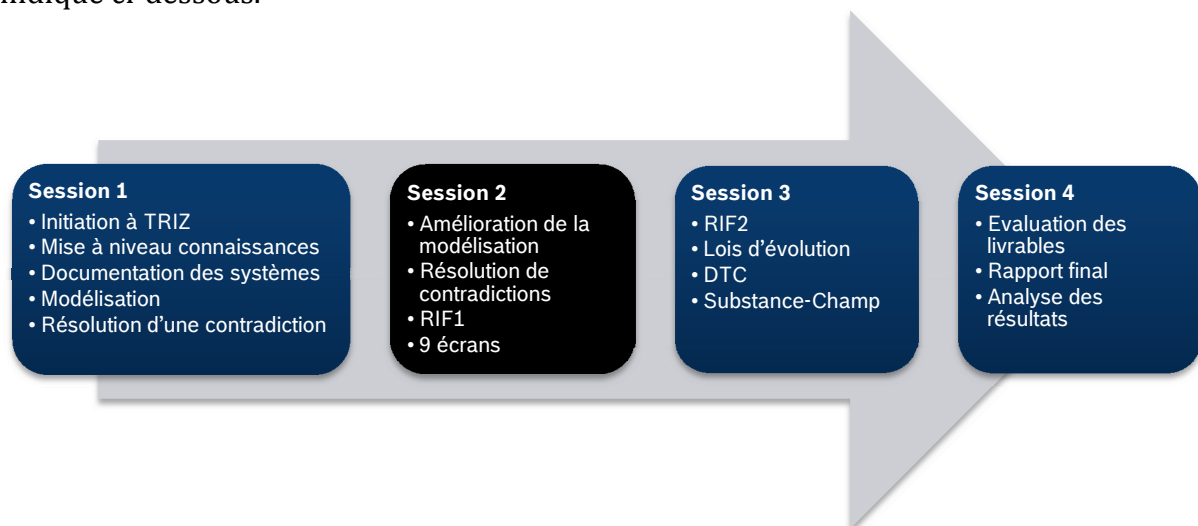 indiqué ci-dessous.
Session 1
• Initiation à TRIZ
• Mise à niveau connaissances
• Documentation des systèmes
• Modélisation
• Résolution d'une contradiction
Session 2
• Amélioration de la
modélisation
• Résolution de
contradictions
• RIF1
• 9 écrans
Session 3
• RIF2
• Lois d'évolution
• DTC
• Substance-Champ
Session 4
• Evaluation des
livrables
• Rapport final
• Analyse des
résultats